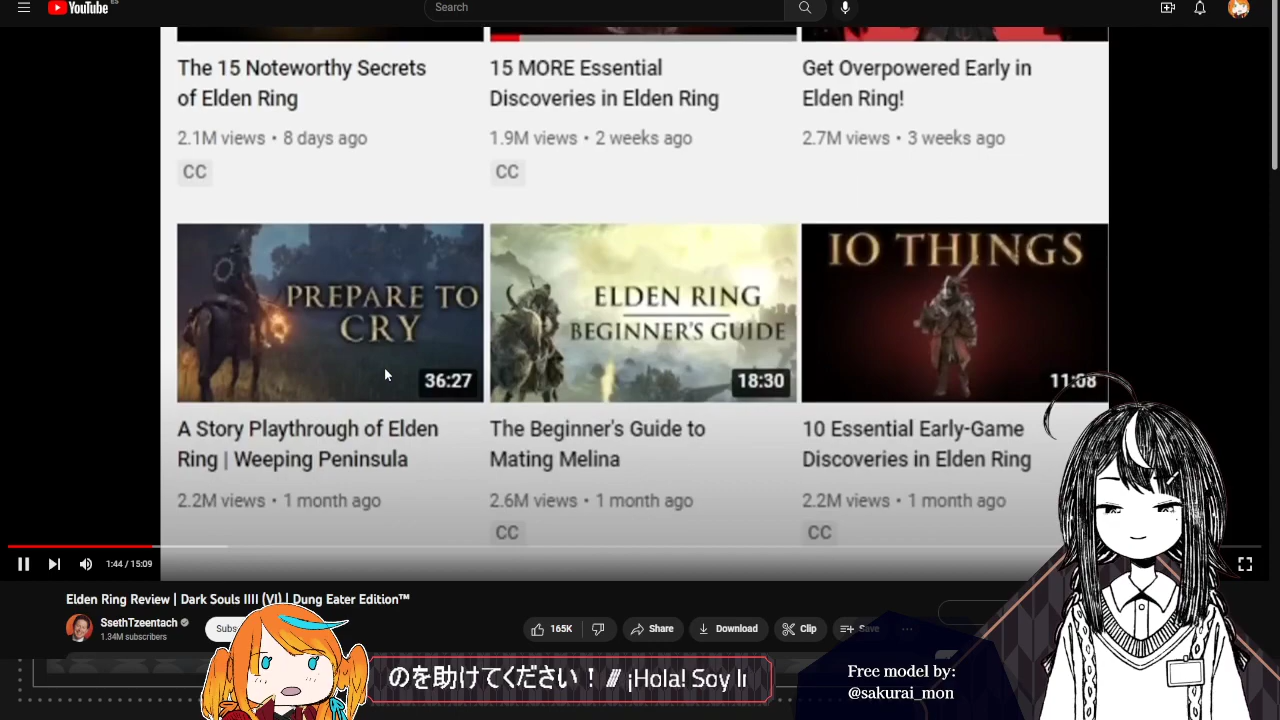 YouTube ES
Search
The 15 Noteworthy Secrets
of Elden Ring
2.1M views • 8 days ago
CC
15 MORE Essential
Discoveries in Elden Ring
1.9M views • 2 weeks ago
CC
Get Overpowered Early in
Elden Ring!
2.7M views • 3 weeks ago
PREPARE TO
CRY
36:27
ELDEN RING
BEGINNER'S GUIDE
18:30
10 THINGS
11:08
A Story Playthrough of Elden
Ring | Weeping Peninsula
2.2M views • 1 month ago
The Beginner's Guide to
Mating Melina
2.6M views • 1 month ago
CC
10 Essential Early-Game
Discoveries in Elden Ring
2.2M views • 1 month ago
CC
1:44 / 15:09
Elden Ring Review | Dark Souls IIII (VI) | Dung Eater Edition™
SsethTzeentach
1.34M subscribers
Subs
165K
Share
Download
Clip
Save
のを助けてください！ /// ¡Hola! Soy
Free model by:
@sakurai_mon